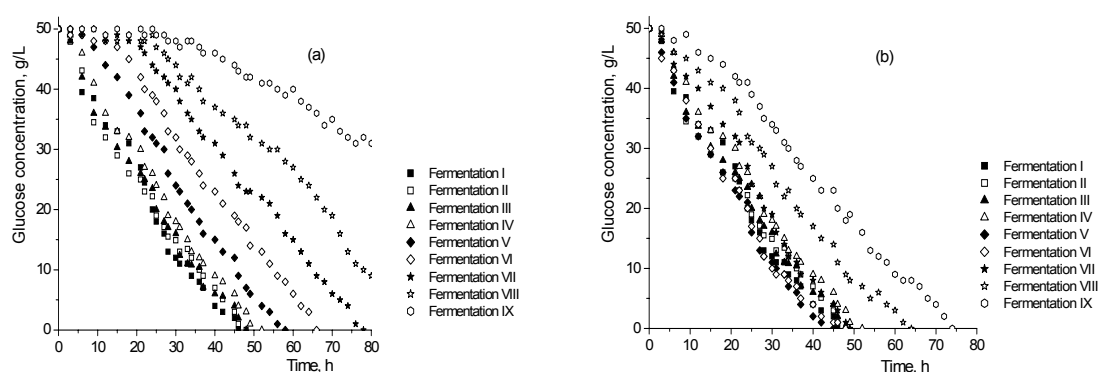 (a)
Glucose concentration, g/L
50
40
30
20
10
0
0 10 20 30 40 50 60 70 80
Time, h
Fermentation I
Fermentation II
Fermentation III
Fermentation IV
Fermentation V
Fermentation VI
Fermentation VII
Fermentation VIII
Fermentation IX
(b)
Glucose concentration, g/L
50
40
30
20
10
0
0 10 20 30 40 50 60 70 80
Time, h
Fermentation I
Fermentation II
Fermentation III
Fermentation IV
Fermentation V
Fermentation VI
Fermentation VII
Fermentation VIII
Fermentation IX